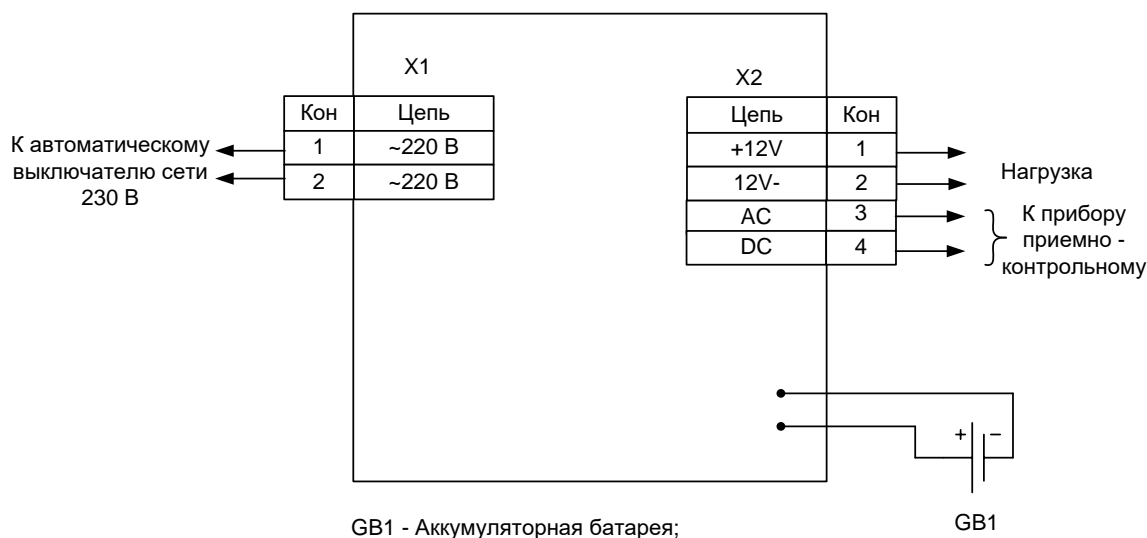 X1
Кон Цепь
1 ~220 В
2 ~220 В
К автоматическому
выключателю сети
230 В
X2
Цепь Кон
+12V 1
12V- 2
AC 3
DC 4
Нагрузка
К прибору
приемно -
контрольному
+ −
GB1
GB1 - Аккумуляторная батарея;